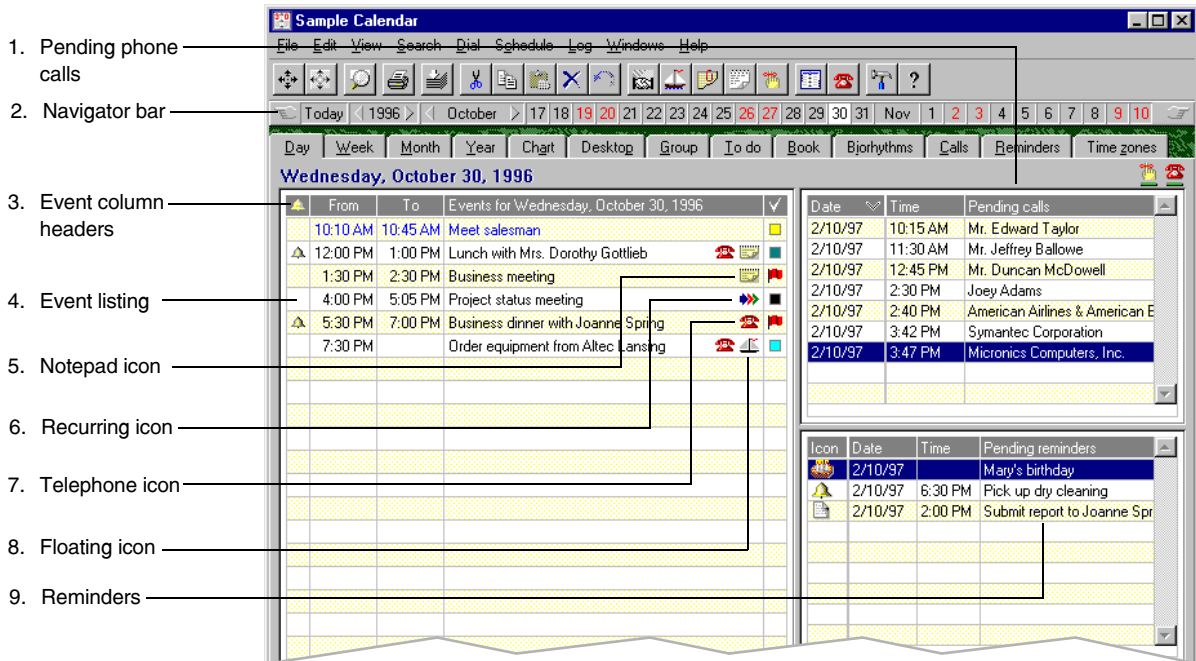 Sample Calendar
File Edit View Search Dial Schedule Log Windows Help
?
Today 1996 October 17 18 19 20 21 22 23 24 25 26 27 28 29 30 31 Nov 1 2 3 4 5 6 7 8 9 10
Day Week Month Year Chart Desktop Group To do Book Biorhythms Calls Reminders Time zones
Wednesday, October 30, 1996
From To Events for Wednesday, October 30, 1996
10:10 AM 10:45 AM Meet salesman
12:00 PM 1:00 PM Lunch with Mrs. Dorothy Gottlieb
1:30 PM 2:30 PM Business meeting
4:00 PM 5:05 PM Project status meeting
5:30 PM 7:00 PM Business dinner with Joanne Spring
7:30 PM Order equipment from Altec Lansing
Date Time Pending calls
2/10/97 10:15 AM Mr. Edward Taylor
2/10/97 11:30 AM Mr. Jeffrey Ballowe
2/10/97 12:45 PM Mr. Duncan McDowell
2/10/97 2:30 PM Joey Adams
2/10/97 2:40 PM American Airlines & American E
2/10/97 3:42 PM Symantec Corporation
2/10/97 3:47 PM Micronics Computers, Inc.
Icon Date Time Pending reminders
2/10/97 Mary's birthday
2/10/97 6:30 PM Pick up dry cleaning
2/10/97 2:00 PM Submit report to Joanne Spr
1. Pending phone
calls
2. Navigator bar
3. Event column
headers
4. Event listing
5. Notepad icon
6. Recurring icon
7. Telephone icon
8. Floating icon
9. Reminders